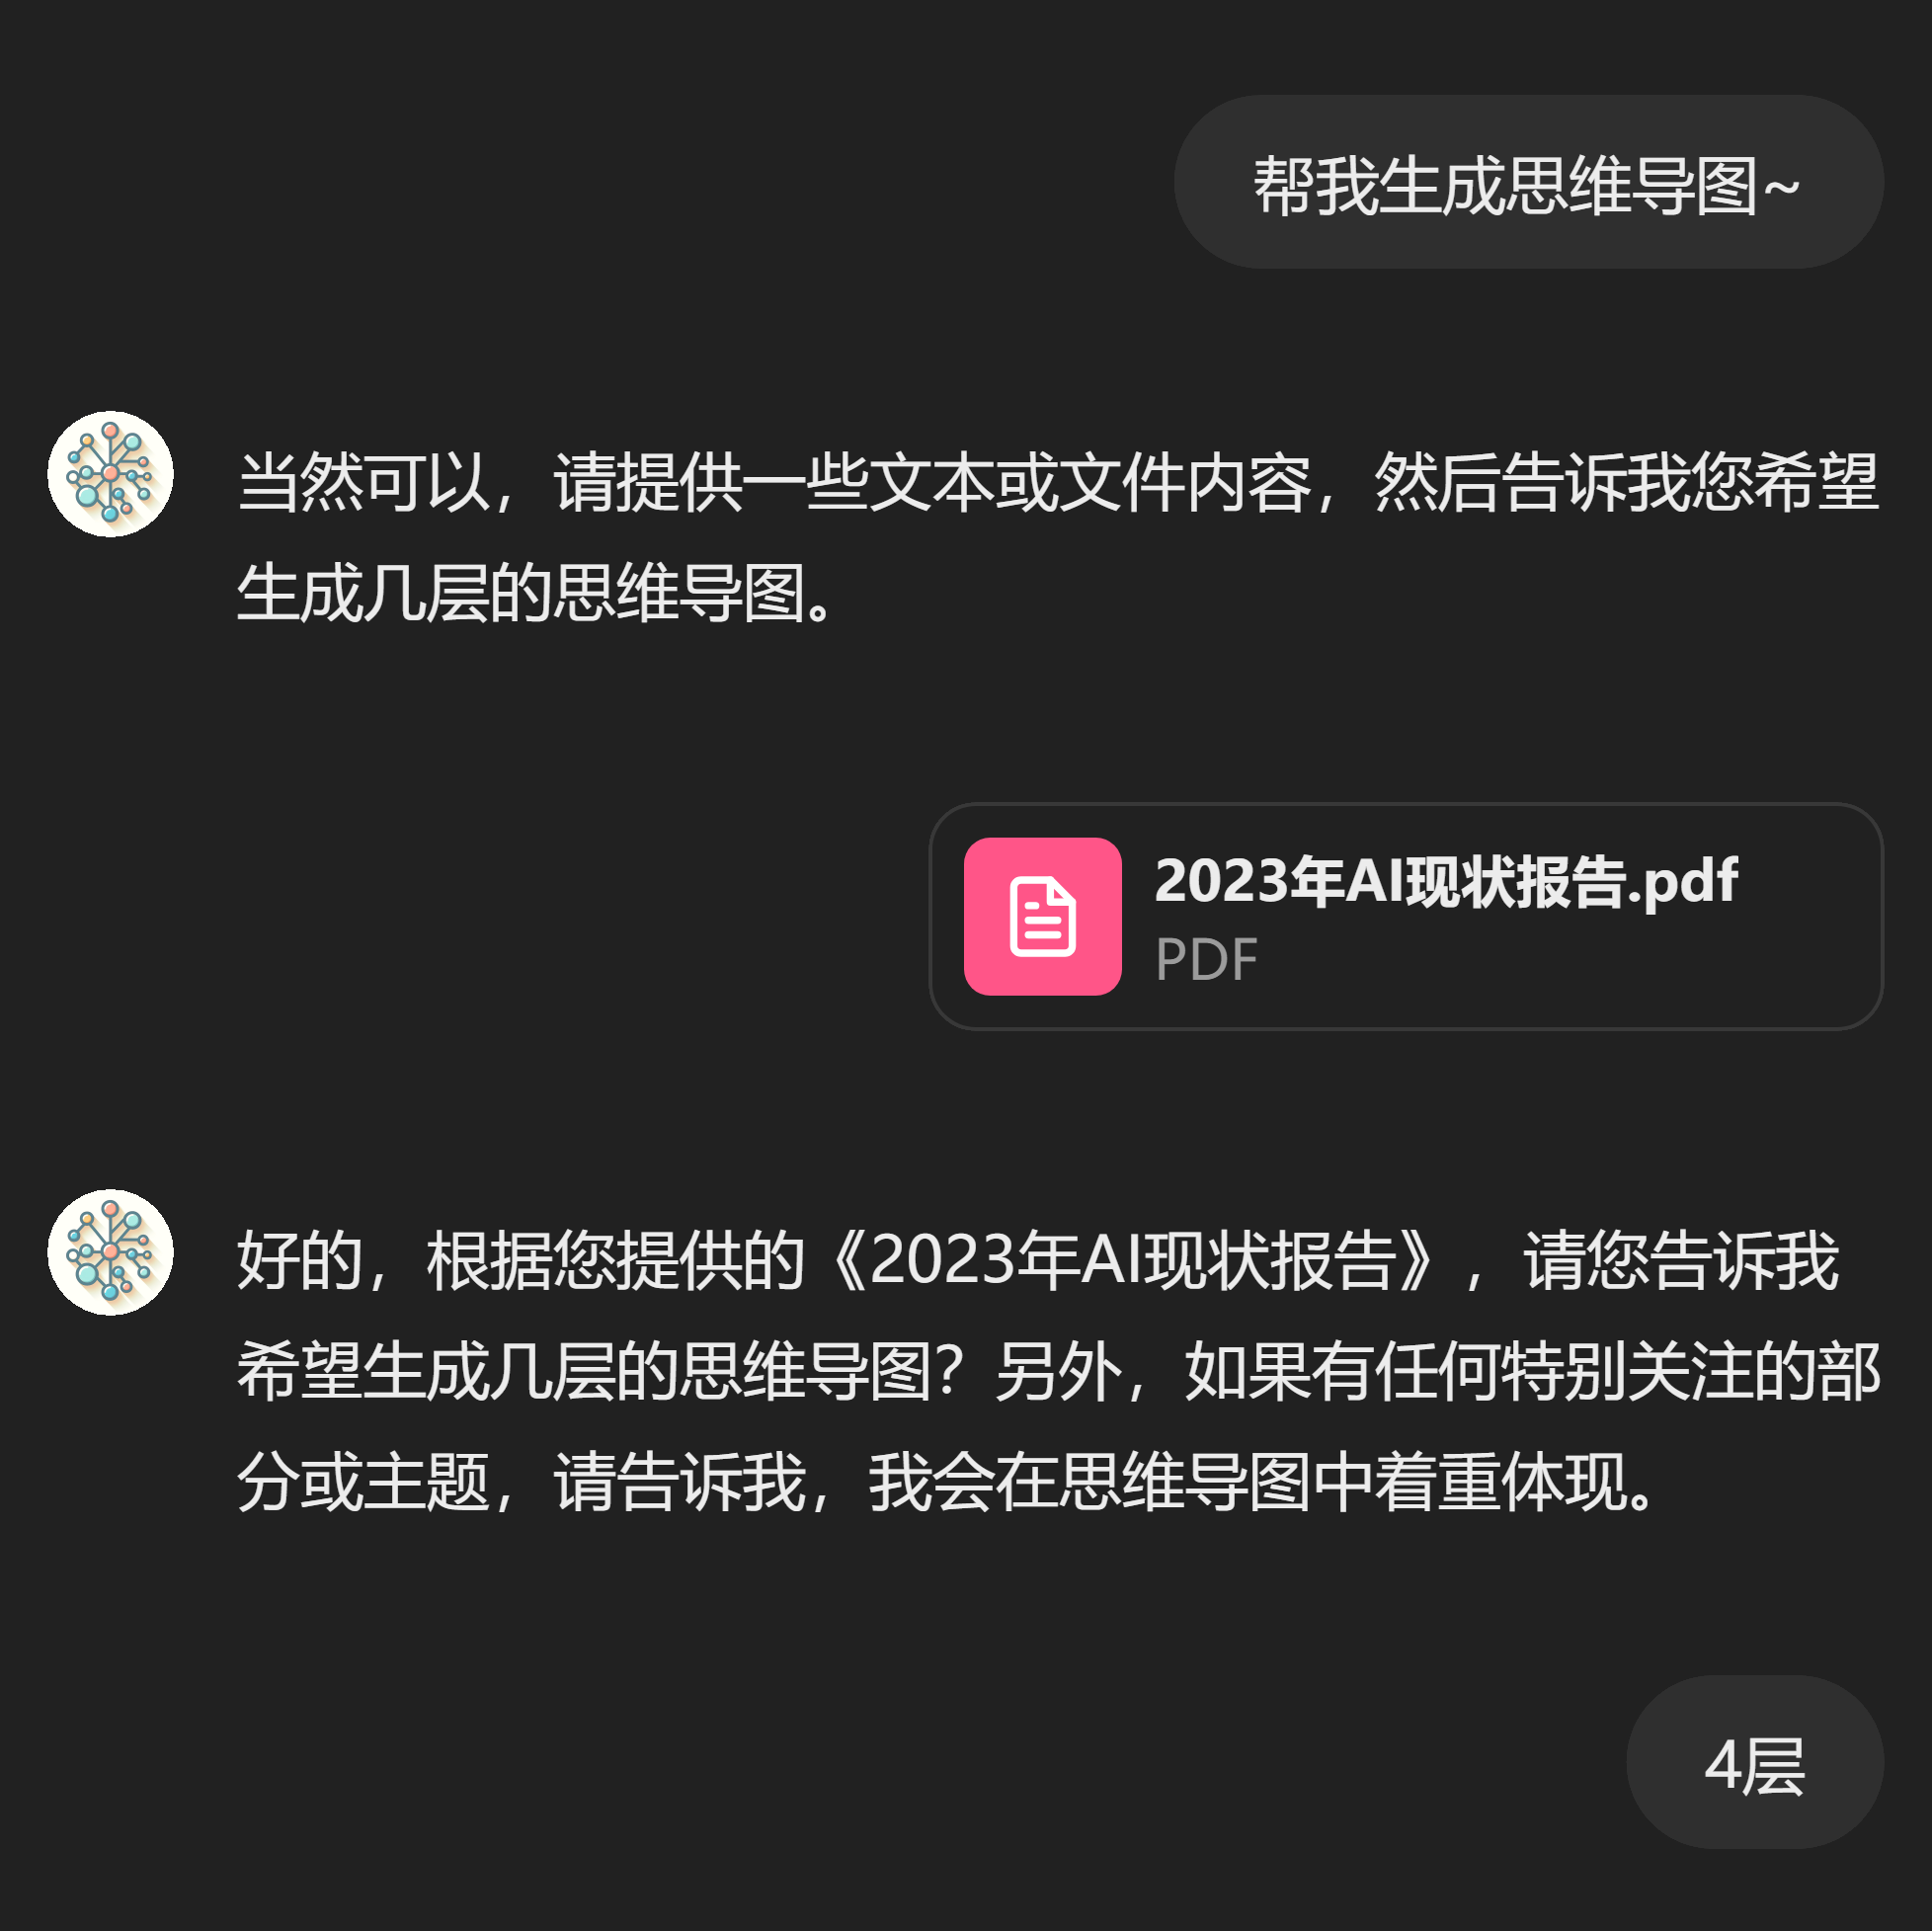 帮我生成思维导图~
当然可以，请提供一些文本或文件内容，然后告诉我您希望
生成几层的思维导图。
2023年AI现状报告.pdf
PDF
好的，根据您提供的《2023年AI现状报告》，请您告诉我
希望生成几层的思维导图？另外，如果有任何特别关注的部
分或主题，请告诉我，我会在思维导图中着重体现。
4层